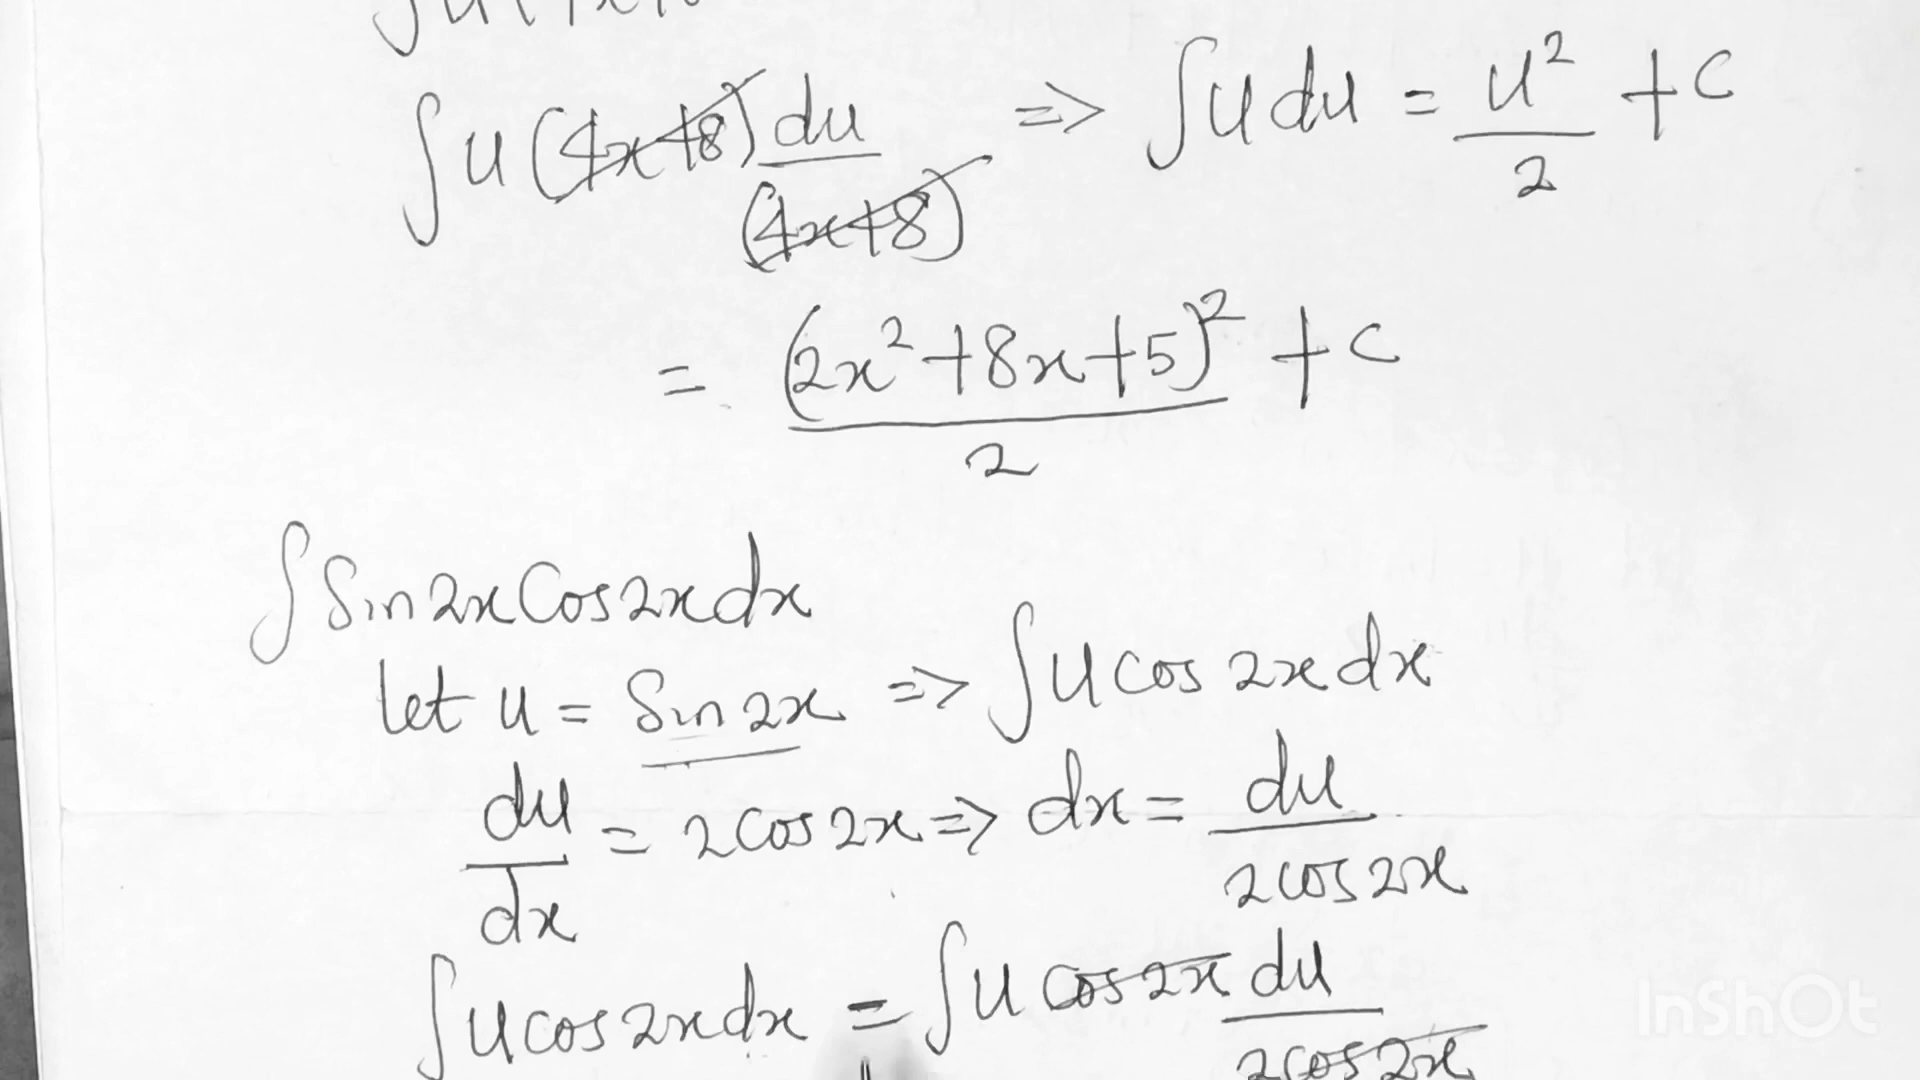 ∫u(4x+8) du/(4x+8) => ∫u du = u²/2 + c
= (2x²+8x+5)²/2 + c
∫Sin2xCos2xdx
let u = Sin2x => ∫u cos 2x dx
du/dx = 2cos2x => dx = du/2cos2x
∫ucos2xdx = ∫u cos2x du/2cos2x
InShOt